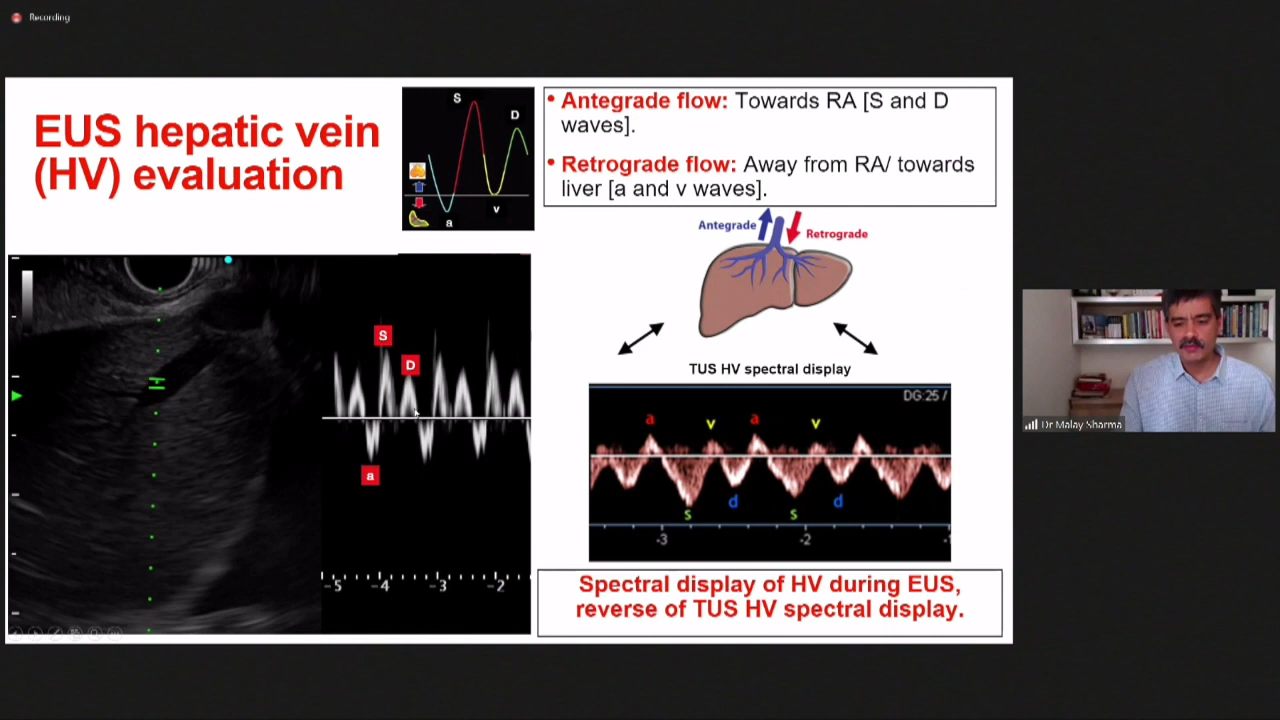 Recording
EUS hepatic vein
(HV) evaluation
S
D
a
v
• Antegrade flow: Towards RA [S and D
waves].
• Retrograde flow: Away from RA/ towards
liver [a and v waves].
Antegrade
Retrograde
S
D
a
-5 -4 -3 -2
TUS HV spectral display
DG:25 /
a v a v
s d s d
-3 -2 -1
Spectral display of HV during EUS,
reverse of TUS HV spectral display.
Dr Malay Sharma